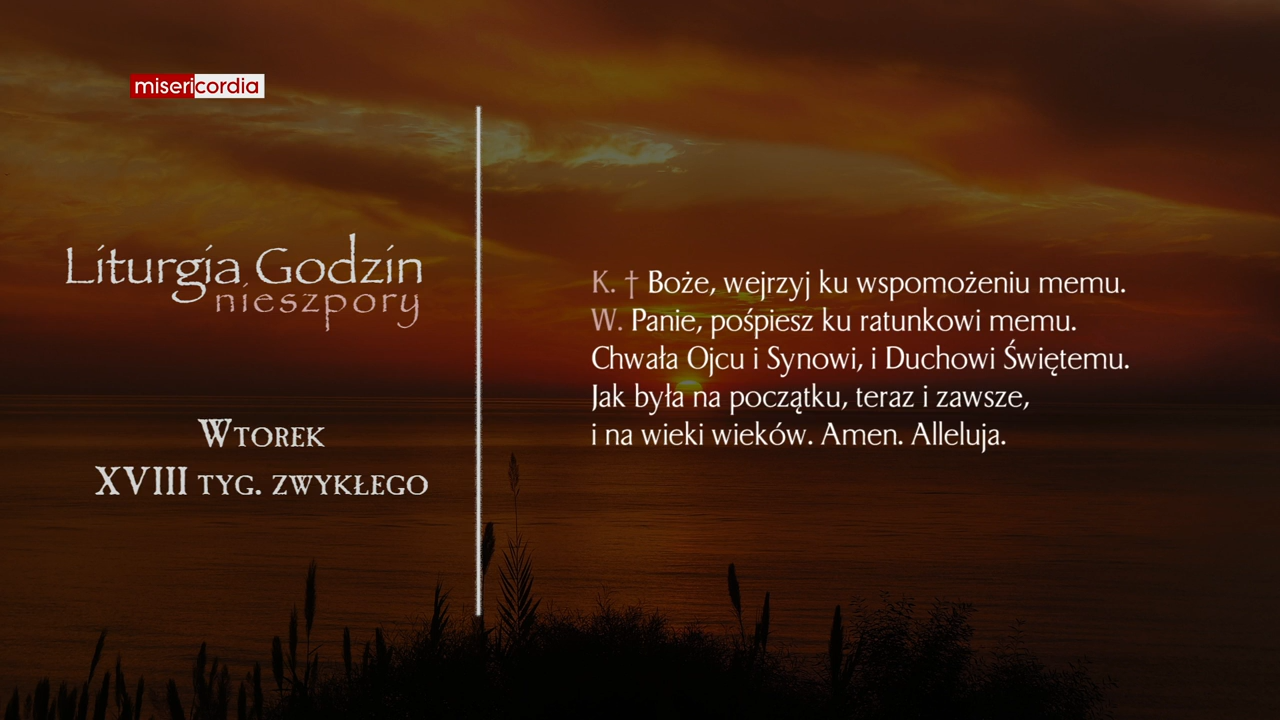 misericordia
Liturgia Godzin
nieszpory
Wtorek
XVIII tyg. zwykłego
K. † Boże, wejrzyj ku wspomożeniu memu.
W. Panie, pośpiesz ku ratunkowi memu.
Chwała Ojcu i Synowi, i Duchowi Świętemu.
Jak była na początku, teraz i zawsze,
i na wieki wieków. Amen. Alleluja.